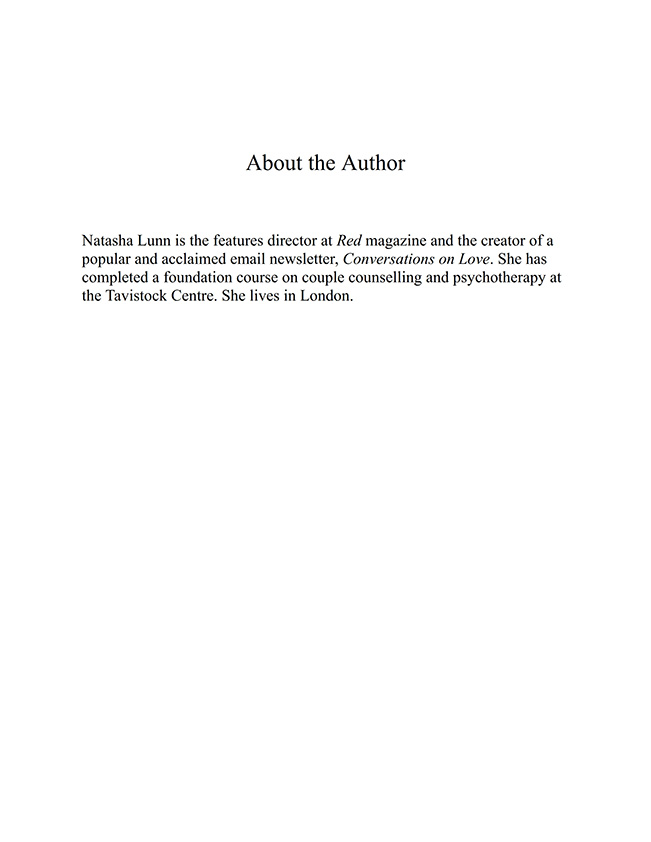 About the Author
Natasha Lunn is the features director at Red magazine and the creator of a
popular and acclaimed email newsletter, Conversations on Love. She has
completed a foundation course on couple counselling and psychotherapy at
the Tavistock Centre. She lives in London.